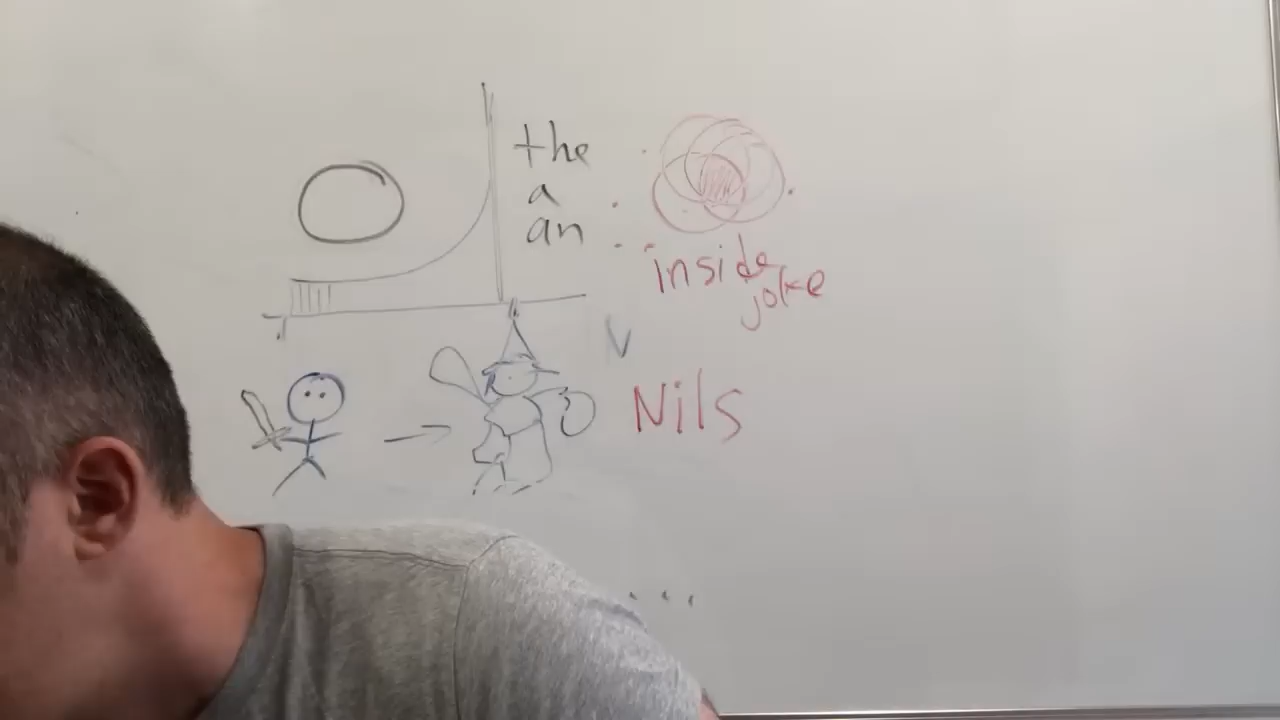 the
a
an
inside
joke
V
Nils
...